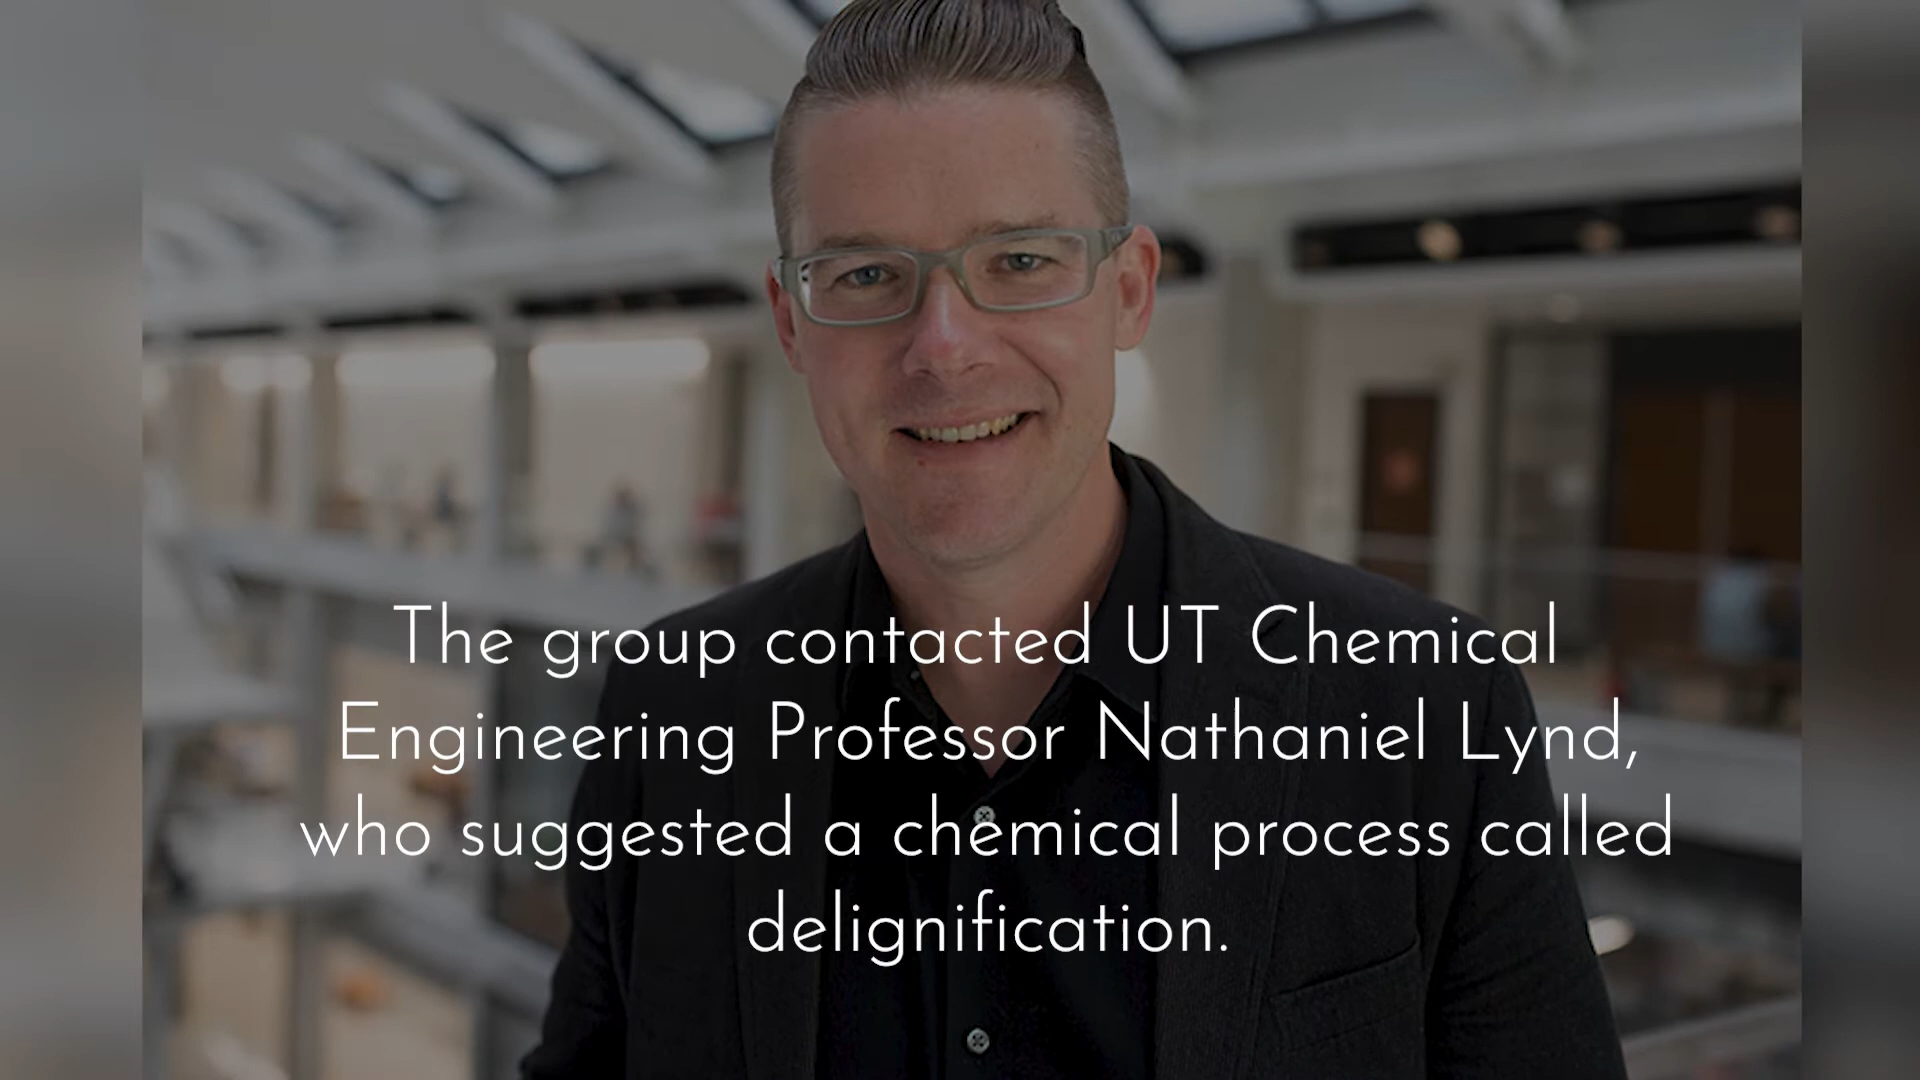 The group contacted UT Chemical
Engineering Professor Nathaniel Lynd,
who suggested a chemical process called
delignification.